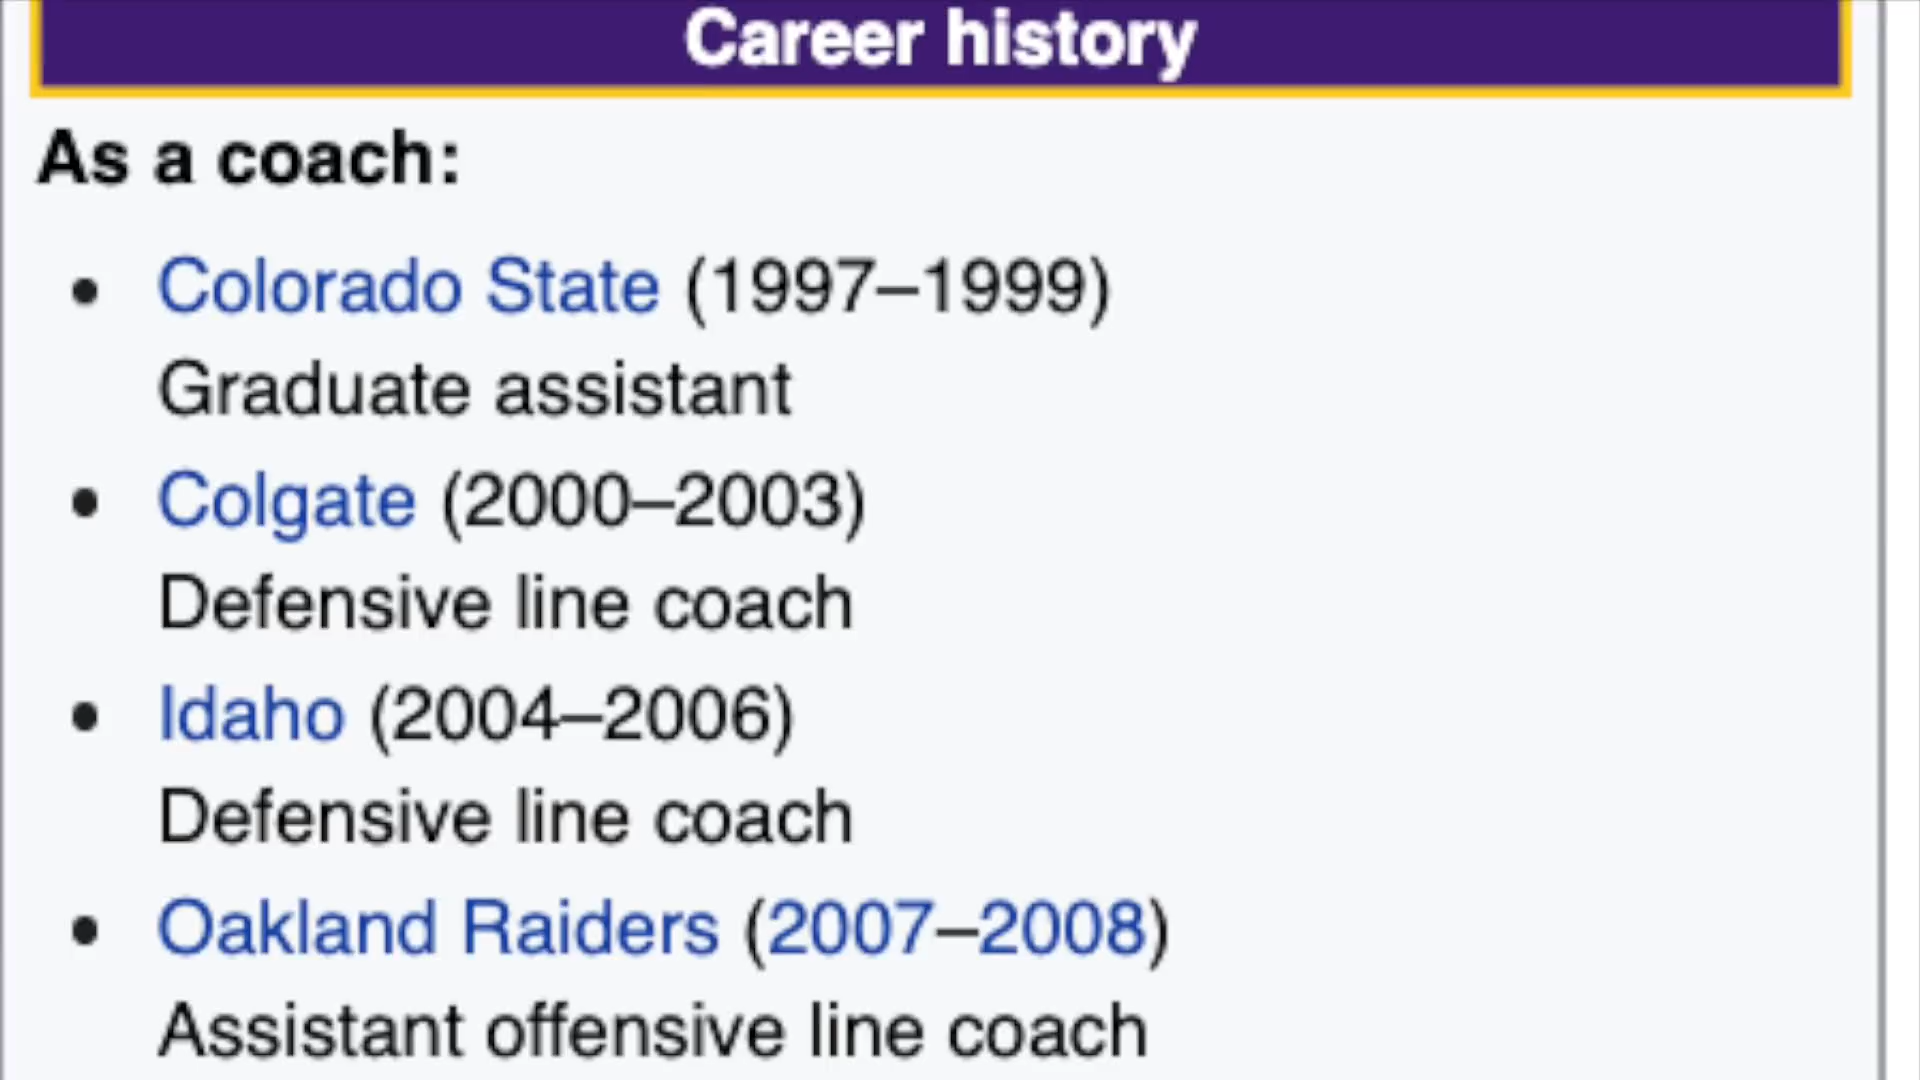 Career history
As a coach:
• Colorado State (1997–1999)
Graduate assistant
• Colgate (2000–2003)
Defensive line coach
• Idaho (2004–2006)
Defensive line coach
• Oakland Raiders (2007–2008)
Assistant offensive line coach